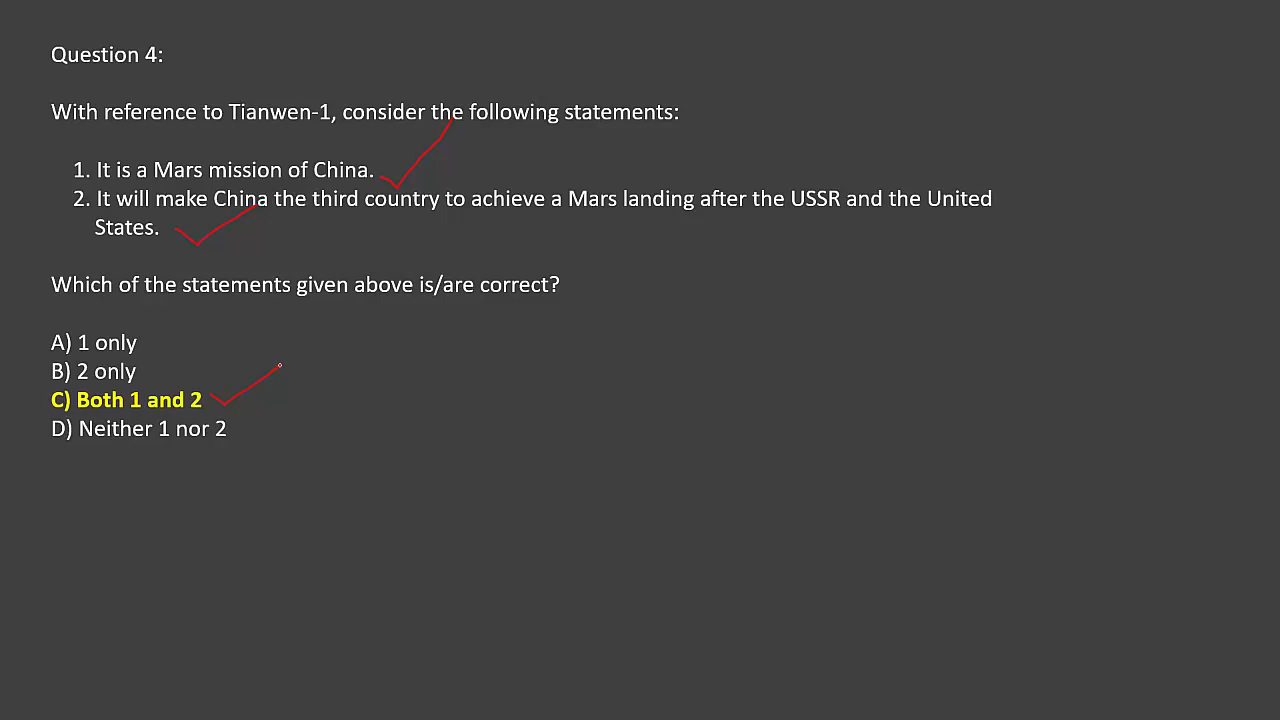 Question 4:
With reference to Tianwen-1, consider the following statements:
1. It is a Mars mission of China.
2. It will make China the third country to achieve a Mars landing after the USSR and the United
States.
Which of the statements given above is/are correct?
A) 1 only
B) 2 only
C) Both 1 and 2
D) Neither 1 nor 2